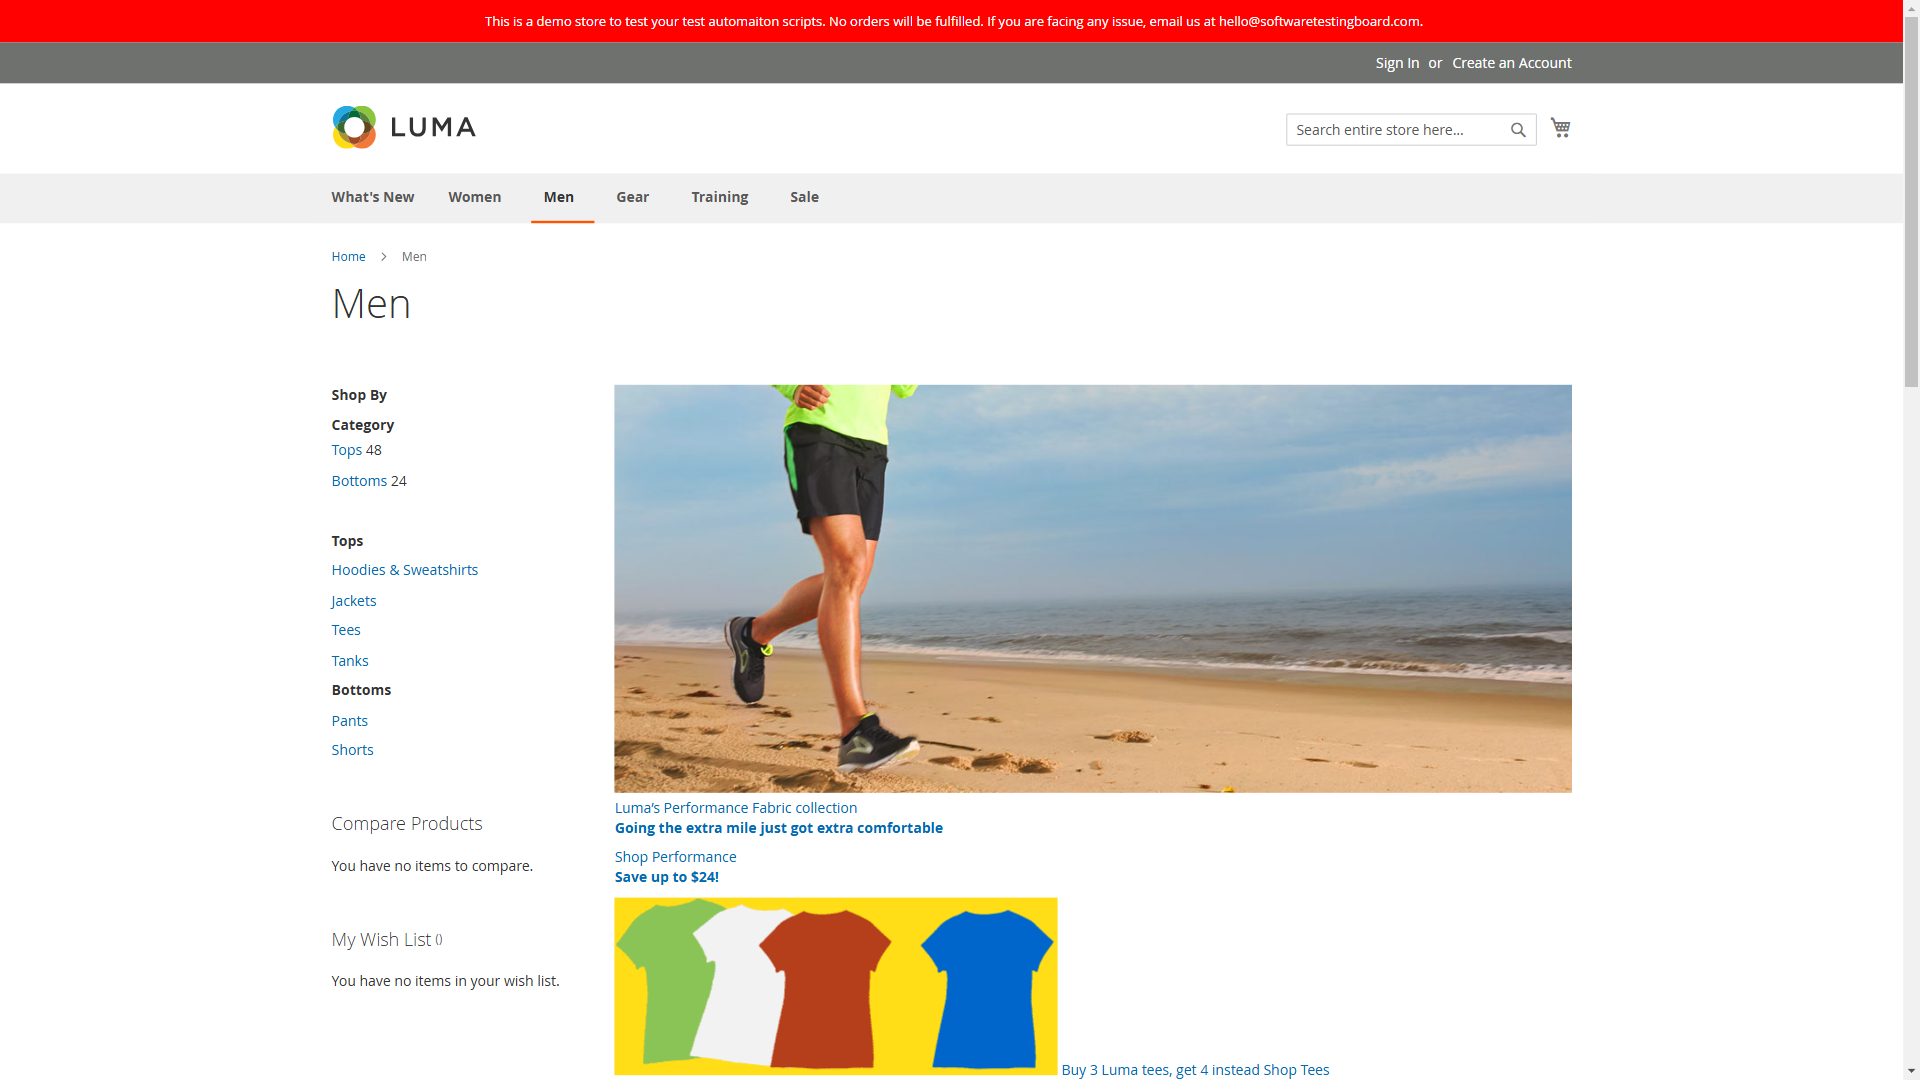 This is a demo store to test your test automaiton scripts. No orders will be fulfilled. If you are facing any issue, email us at hello@softwaretestingboard.com.
Sign In or Create an Account
LUMA
Search entire store here...
What's New Women Men Gear Training Sale
Home > Men
Men
Shop By
Category
Tops 48
Bottoms 24
Tops
Hoodies & Sweatshirts
Jackets
Tees
Tanks
Bottoms
Pants
Shorts
Compare Products
You have no items to compare.
My Wish List ()
You have no items in your wish list.
Luma’s Performance Fabric collection
Going the extra mile just got extra comfortable
Shop Performance
Save up to $24!
Buy 3 Luma tees, get 4 instead Shop Tees